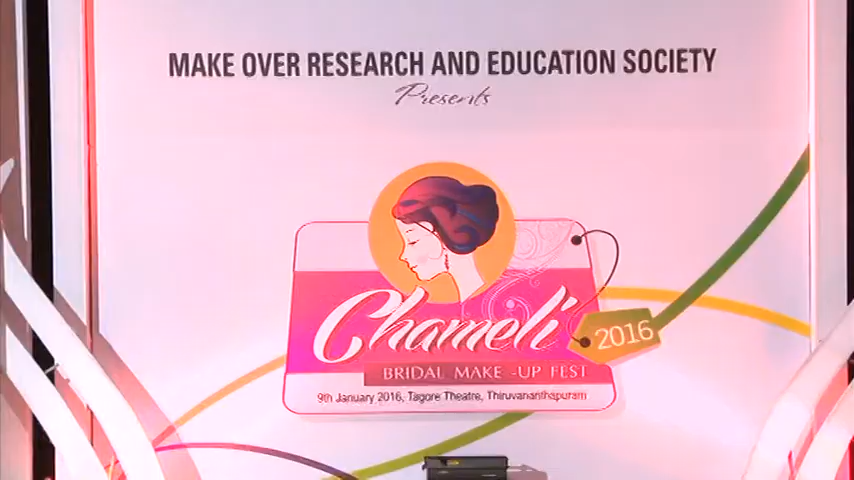 MAKE OVER RESEARCH AND EDUCATION SOCIETY
Presents
Chameli
2016
BRIDAL MAKE -UP FEST
9th January 2016, Tagore Theatre, Thiruvananthapuram